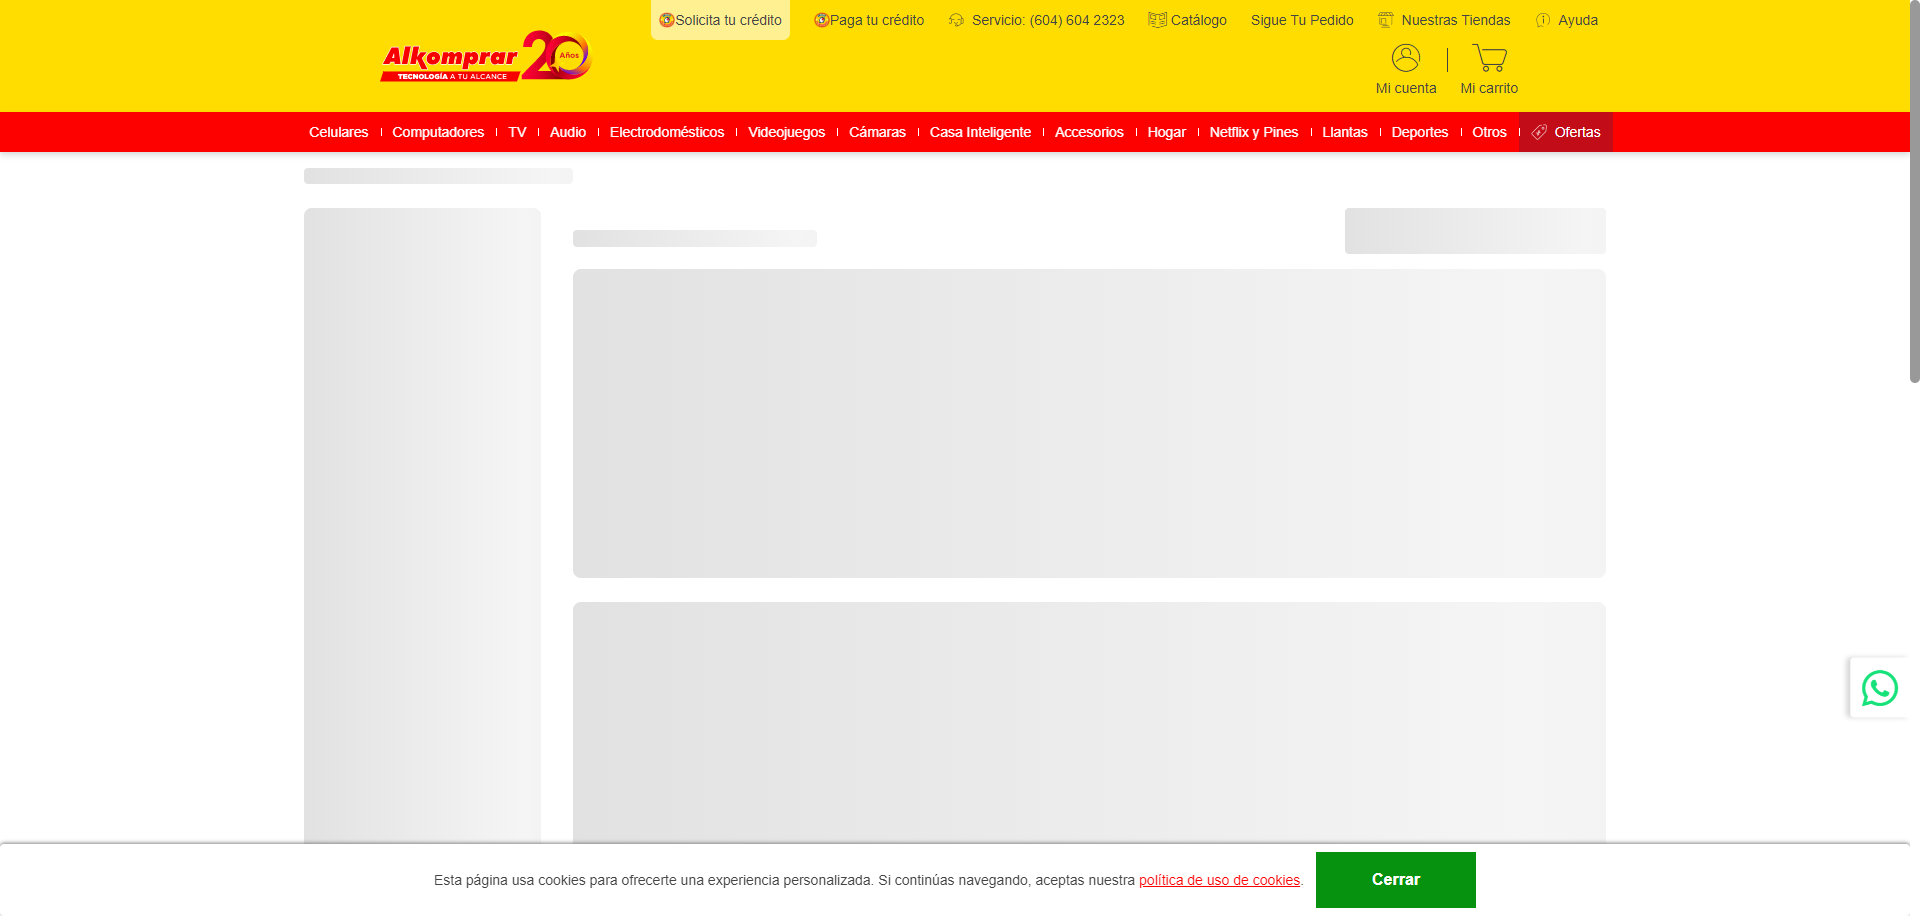 Solicita tu crédito
Paga tu crédito
Servicio: (604) 604 2323
Catálogo
Sigue Tu Pedido
Nuestras Tiendas
Ayuda
Alkomprar 20 Años
TECNOLOGÍA A TU ALCANCE
Mi cuenta
Mi carrito
Celulares
Computadores
TV
Audio
Electrodomésticos
Videojuegos
Cámaras
Casa Inteligente
Accesorios
Hogar
Netflix y Pines
Llantas
Deportes
Otros
Ofertas
Esta página usa cookies para ofrecerte una experiencia personalizada. Si continúas navegando, aceptas nuestra política de uso de cookies.
Cerrar